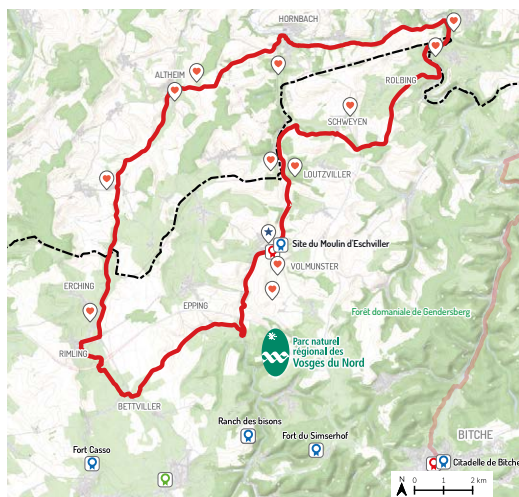 HORNBACH
ALTHEIM
ROLBING
SCHWEYEN
LOUTZVILLER
Site du Moulin d'Eschviller
VOLMUNSTER
ERCHING
EPPING
Forêt domaniale de Gendersberg
Parc naturel
régional des
Vosges du Nord
RIMLING
BETTVILLER
Ranch des bisons
BITCHE
Fort Casso
Fort du Simserhof
Citadelle de Bitche
N
0 1 2 km